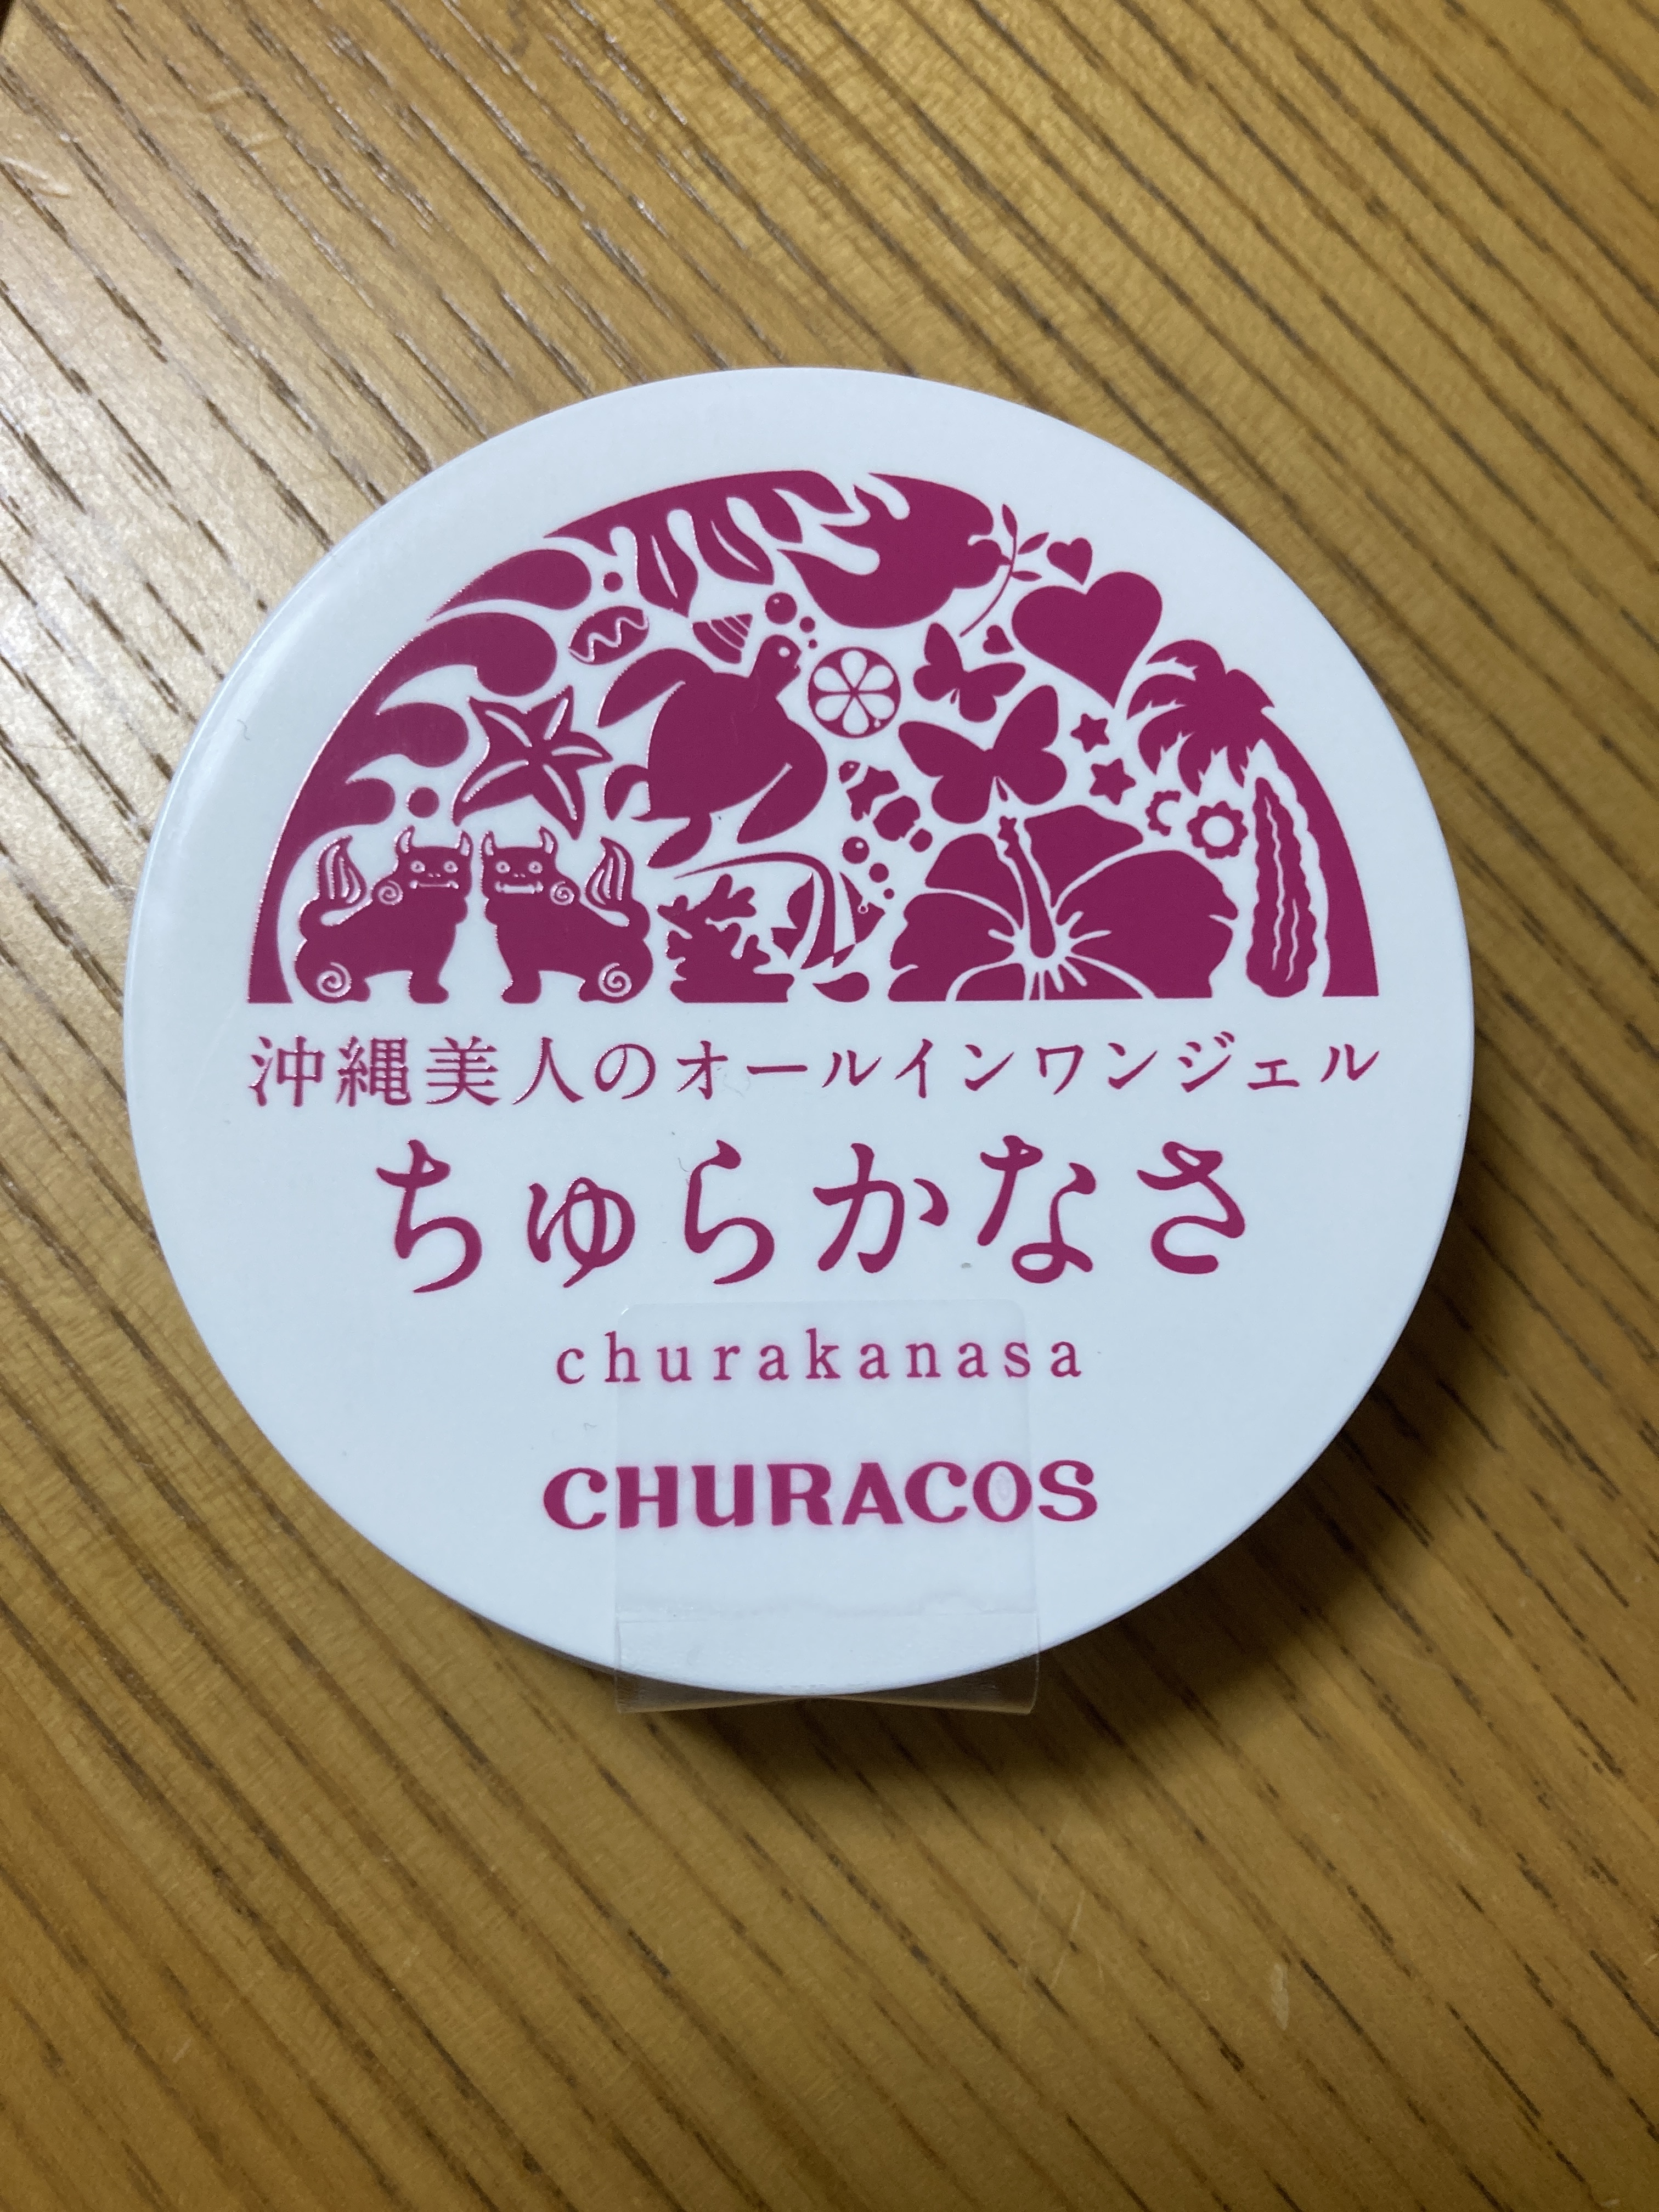 沖縄美人のオールインワンジェル
ちゅらかなさ
churakanasa
CHURACOS